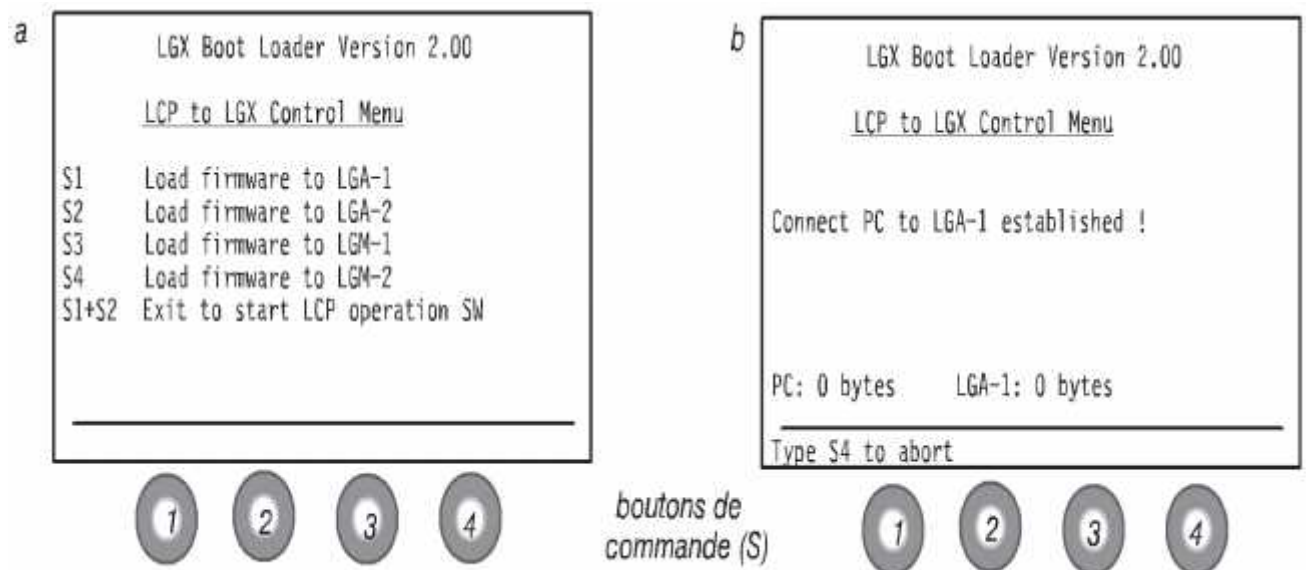 a
LGX Boot Loader Version 2.00
LCP to LGX Control Menu
S1 Load firmware to LGA-1
S2 Load firmware to LGA-2
S3 Load firmware to LGM-1
S4 Load firmware to LGM-2
S1+S2 Exit to start LCP operation SW
1 2 3 4
boutons de
commande (S)
b
LGX Boot Loader Version 2.00
LCP to LGX Control Menu
Connect PC to LGA-1 established !
PC: 0 bytes LGA-1: 0 bytes
Type S4 to abort
1 2 3 4